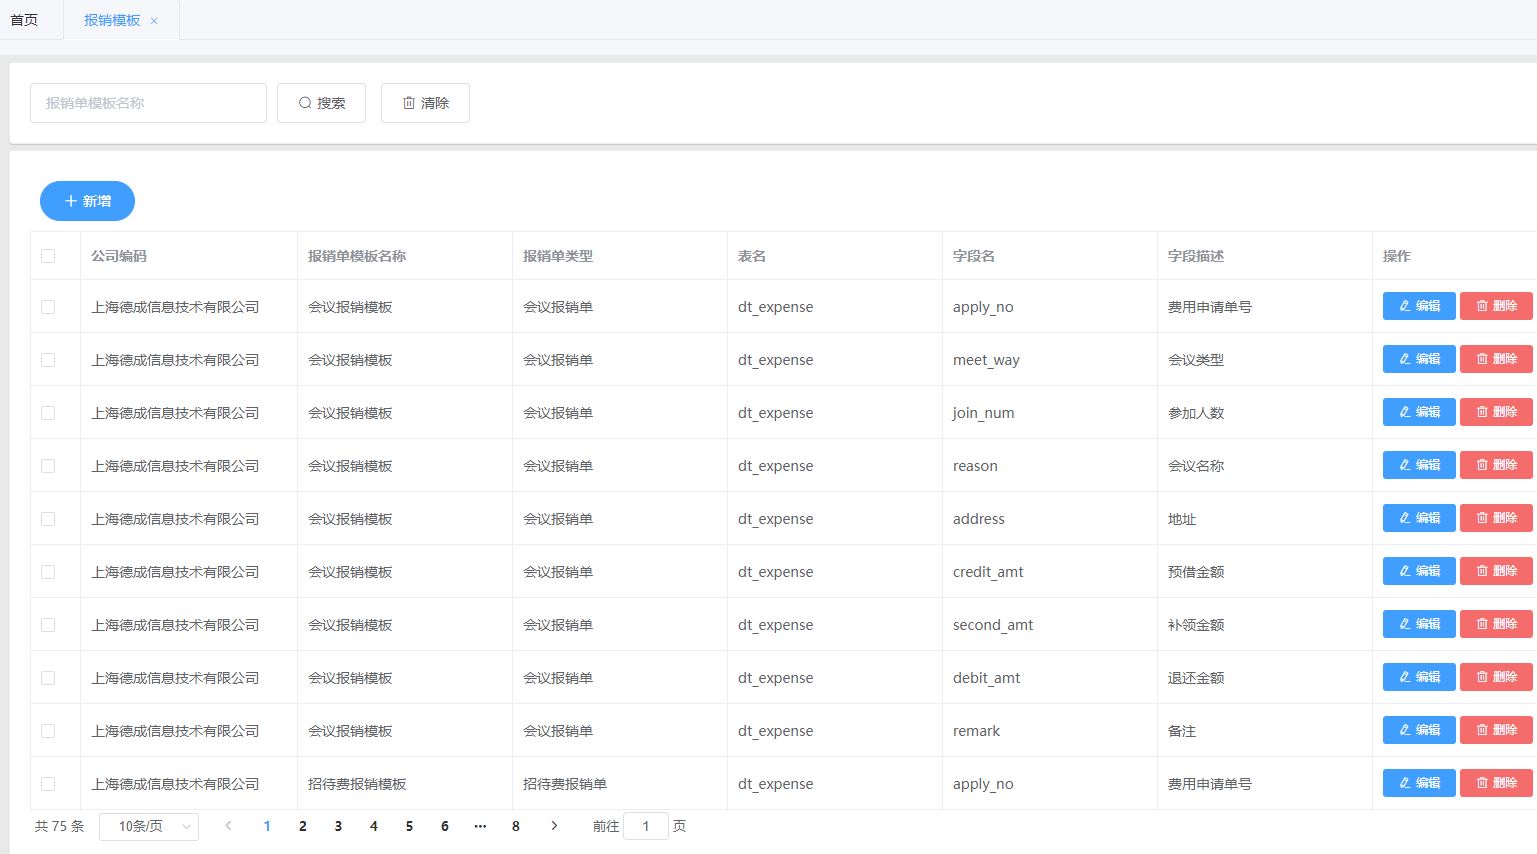 首页 报销模板 ×
报销单模板名称 搜索 清除
+ 新增
公司编码 报销单模板名称 报销单类型 表名 字段名 字段描述 操作
上海德成信息技术有限公司 会议报销模板 会议报销单 dt_expense apply_no 费用申请单号 编辑 删除
上海德成信息技术有限公司 会议报销模板 会议报销单 dt_expense meet_way 会议类型 编辑 删除
上海德成信息技术有限公司 会议报销模板 会议报销单 dt_expense join_num 参加人数 编辑 删除
上海德成信息技术有限公司 会议报销模板 会议报销单 dt_expense reason 会议名称 编辑 删除
上海德成信息技术有限公司 会议报销模板 会议报销单 dt_expense address 地址 编辑 删除
上海德成信息技术有限公司 会议报销模板 会议报销单 dt_expense credit_amt 预借金额 编辑 删除
上海德成信息技术有限公司 会议报销模板 会议报销单 dt_expense second_amt 补领金额 编辑 删除
上海德成信息技术有限公司 会议报销模板 会议报销单 dt_expense debit_amt 退还金额 编辑 删除
上海德成信息技术有限公司 会议报销模板 会议报销单 dt_expense remark 备注 编辑 删除
上海德成信息技术有限公司 招待费报销模板 招待费报销单 dt_expense apply_no 费用申请单号 编辑 删除
共 75 条 10条/页 < 1 2 3 4 5 6 ··· 8 > 前往 1 页